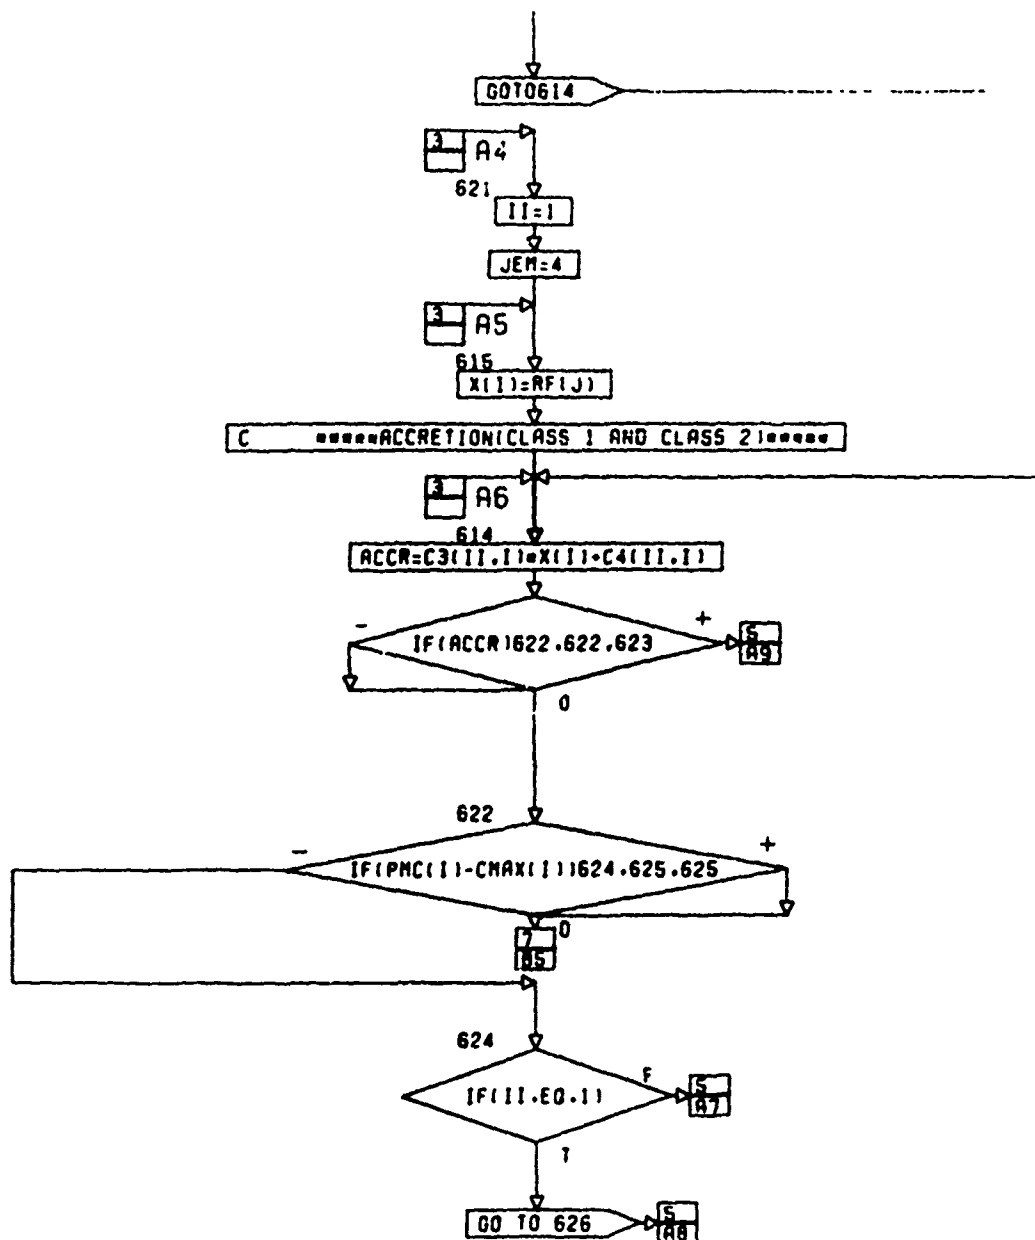 GOTO614
3
A4
621
II=1
JEM=4
3
A5
615
X(I)=RF(J)
C *****ACCRETION(CLASS 1 AND CLASS 2)*****
3
A6
614
ACCR=C3(II,I)*X(I)+C4(II,I)
-
+
IF(ACCR)622,622,623
5
A9
0
622
-
+
IF(PMC(I)-CMAX(I))624,625,625
0
7
B5
624
F
IF(II.EQ.1)
5
A7
T
GO TO 626
5
A8